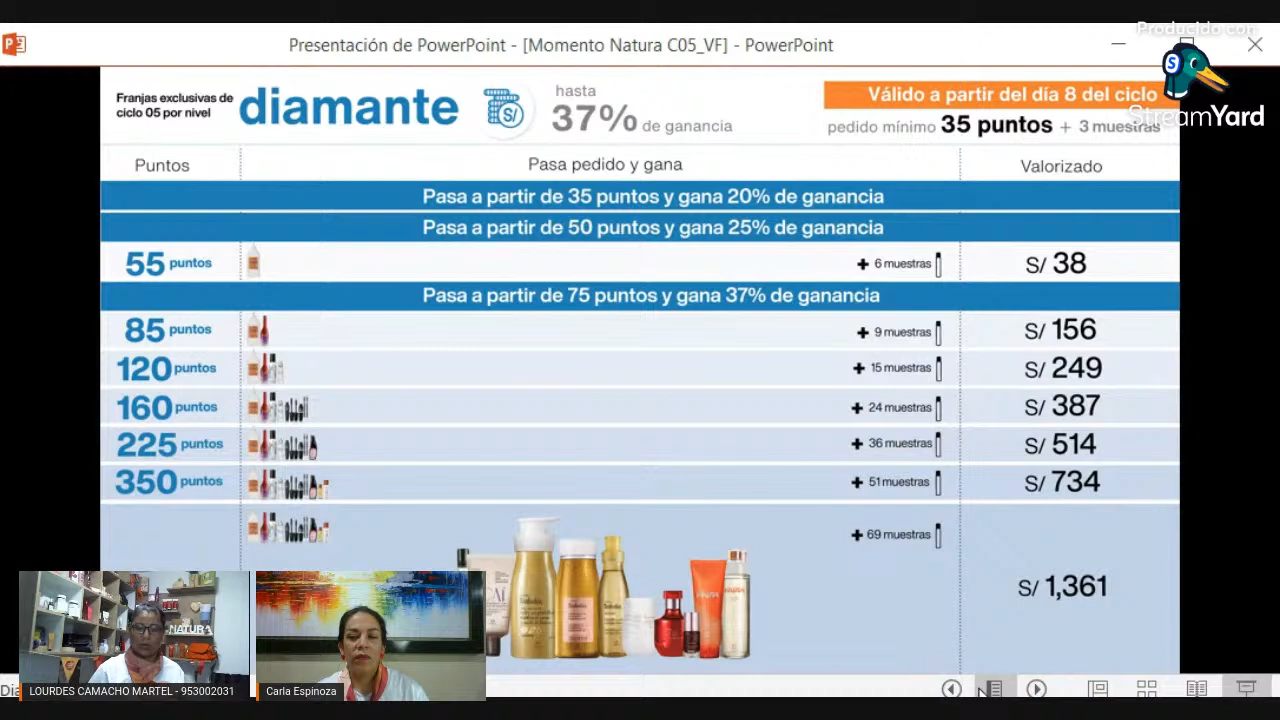 Presentación de PowerPoint - [Momento Natura C05_VF] - PowerPoint
Producido con
StreamYard
Franjas exclusivas de
ciclo 05 por nivel
diamante
S/
hasta
37% de ganancia
Válido a partir del día 8 del ciclo
pedido mínimo 35 puntos + 3 muestras
Puntos Pasa pedido y gana Valorizado
Pasa a partir de 35 puntos y gana 20% de ganancia
Pasa a partir de 50 puntos y gana 25% de ganancia
55 puntos + 6 muestras S/ 38
Pasa a partir de 75 puntos y gana 37% de ganancia
85 puntos + 9 muestras S/ 156
120 puntos + 15 muestras S/ 249
160 puntos + 24 muestras S/ 387
225 puntos + 36 muestras S/ 514
350 puntos + 51 muestras S/ 734
+ 69 muestras
S/ 1,361
NATURA
LOURDES CAMACHO MARTEL - 953002031
Carla Espinoza